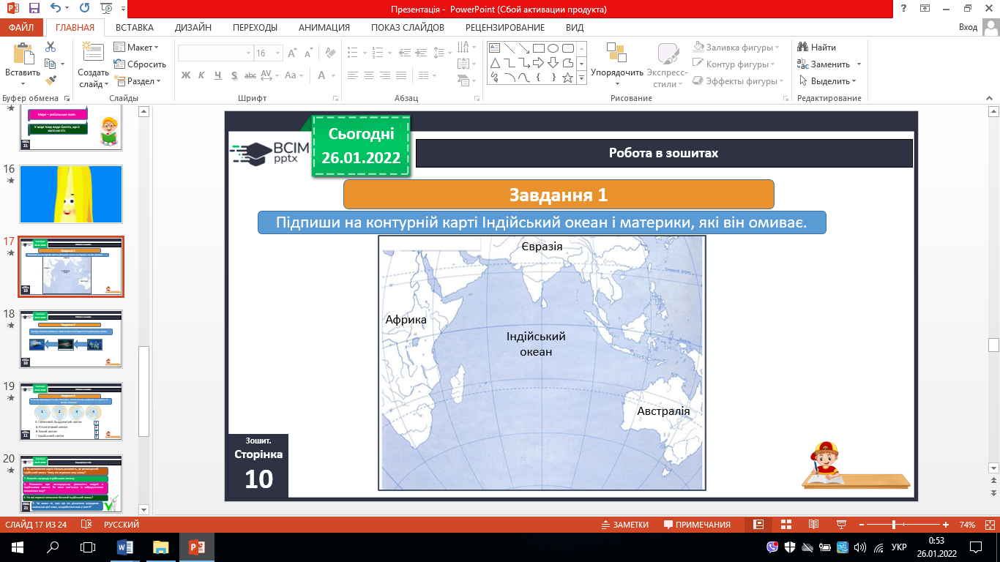 Презентація - PowerPoint (Сбой активации продукта)
ФАЙЛ ГЛАВНАЯ ВСТАВКА ДИЗАЙН ПЕРЕХОДЫ АНИМАЦИЯ ПОКАЗ СЛАЙДОВ РЕЦЕНЗИРОВАНИЕ ВИД Вход
Вставить
Буфер обмена
Создать слайд
Макет
Сбросить
Раздел
Слайды
16
Ж К Ч S abc AV Aa А
Шрифт
Абзац
Упорядочить
Экспресс-стили
Заливка фигуры
Контур фигуры
Эффекты фигуры
Рисование
Найти
Заменить
Выделить
Редактирование
21
16
17
18
19
20
Сьогодні
26.01.2022
ВСІМ
pptx
Робота в зошитах
Завдання 1
Підпиши на контурній карті Індійський океан і материки, які він омиває.
Євразія
Африка
Індійський
океан
Австралія
Зошит.
Сторінка
10
СЛАЙД 17 ИЗ 24 РУССКИЙ ЗАМЕТКИ ПРИМЕЧАНИЯ 74%
УКР
0:53
26.01.2022